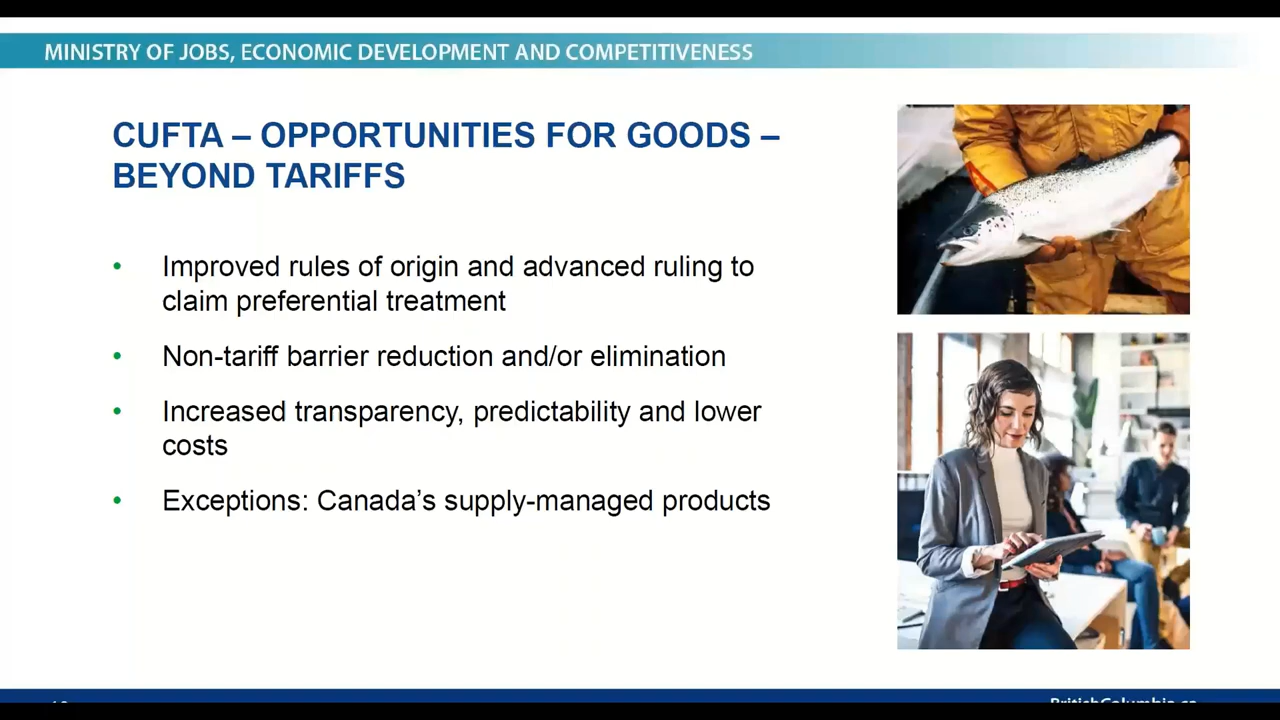 MINISTRY OF JOBS, ECONOMIC DEVELOPMENT AND COMPETITIVENESS
CUFTA – OPPORTUNITIES FOR GOODS –
BEYOND TARIFFS
• Improved rules of origin and advanced ruling to
claim preferential treatment
• Non-tariff barrier reduction and/or elimination
• Increased transparency, predictability and lower
costs
• Exceptions: Canada’s supply-managed products
BritishColumbia.ca